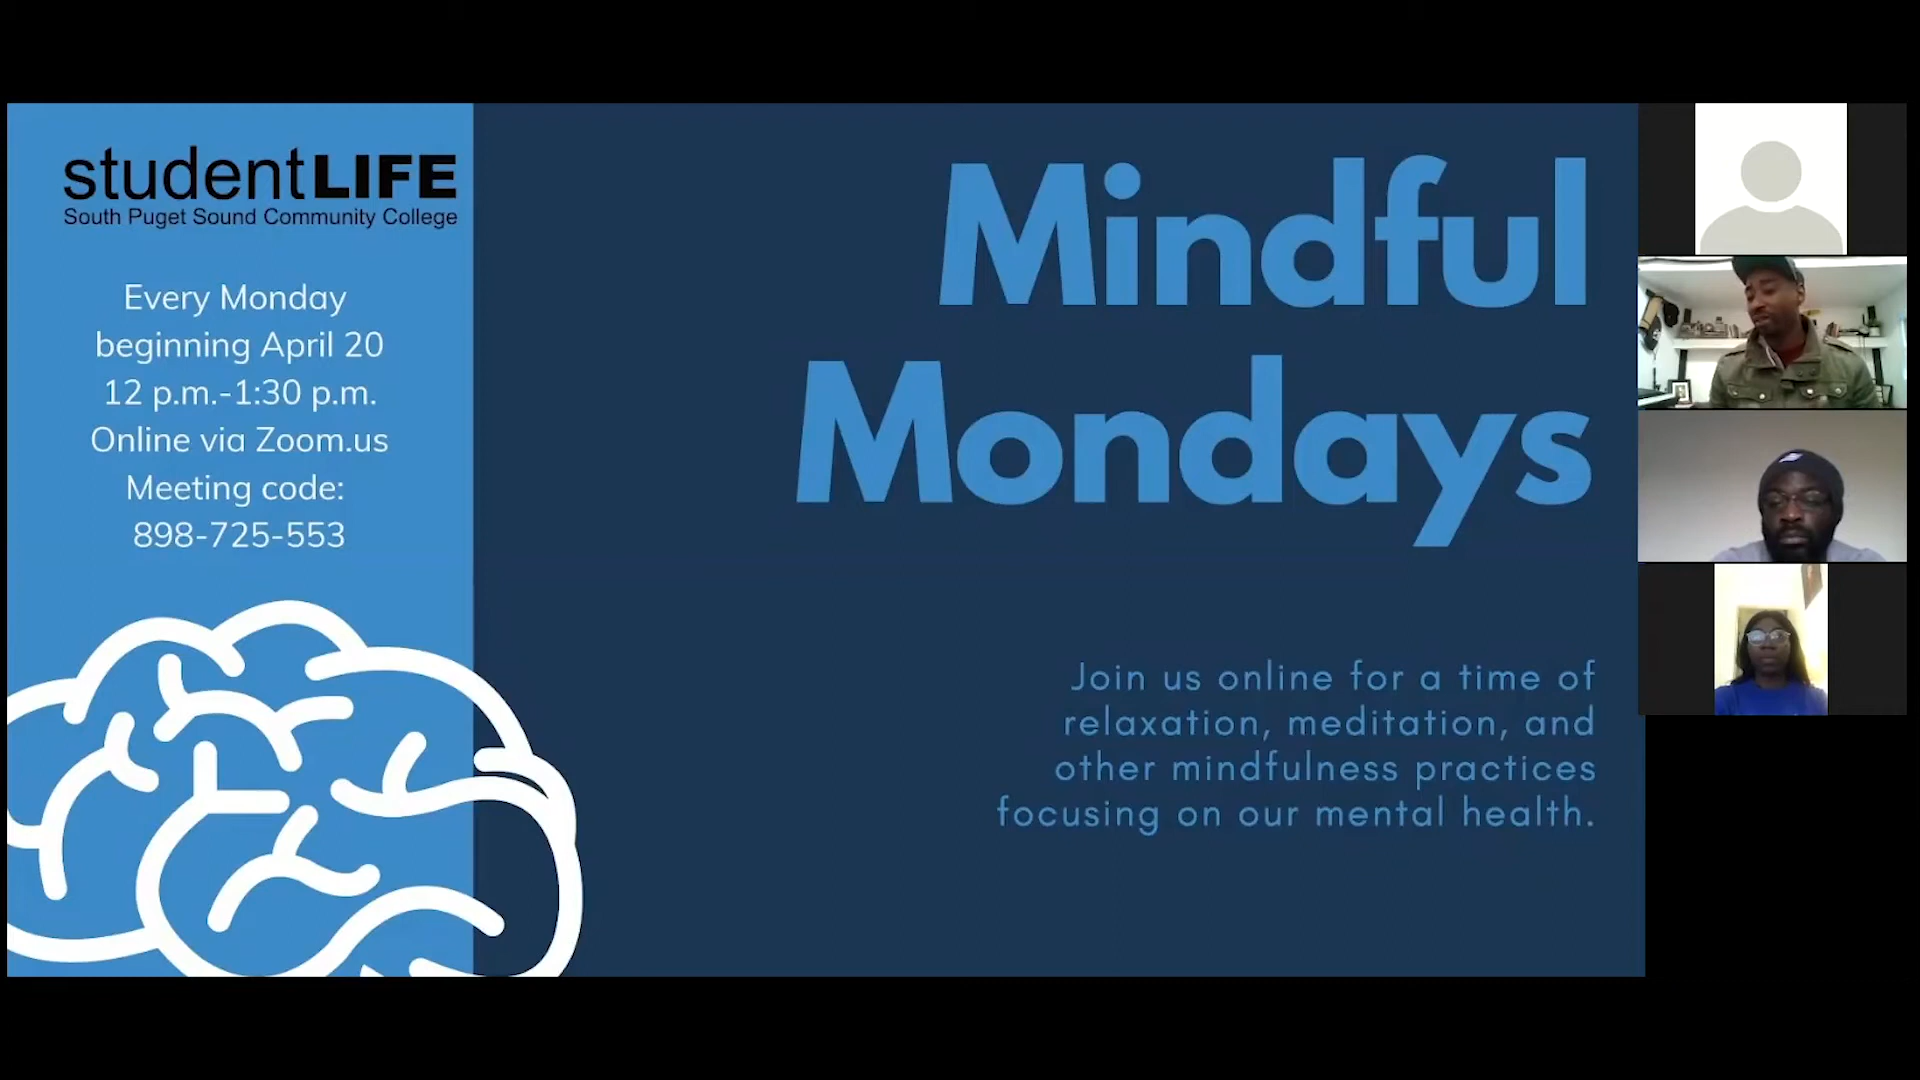 studentLIFE
South Puget Sound Community College
Every Monday
beginning April 20
12 p.m.-1:30 p.m.
Online via Zoom.us
Meeting code:
898-725-553
Mindful
Mondays
Join us online for a time of
relaxation, meditation, and
other mindfulness practices
focusing on our mental health.